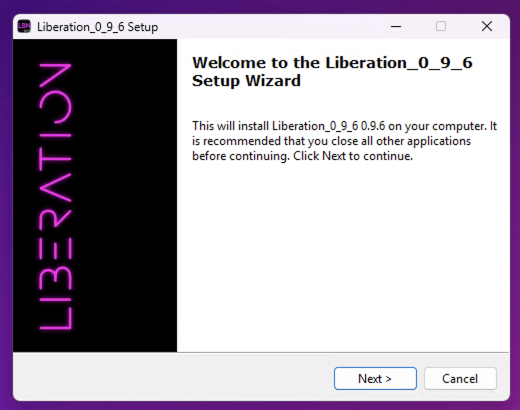 LBN
Liberation_0_9_6 Setup
LIBERATION
Welcome to the Liberation_0_9_6
Setup Wizard
This will install Liberation_0_9_6 0.9.6 on your computer. It
is recommended that you close all other applications
before continuing. Click Next to continue.
Next >
Cancel